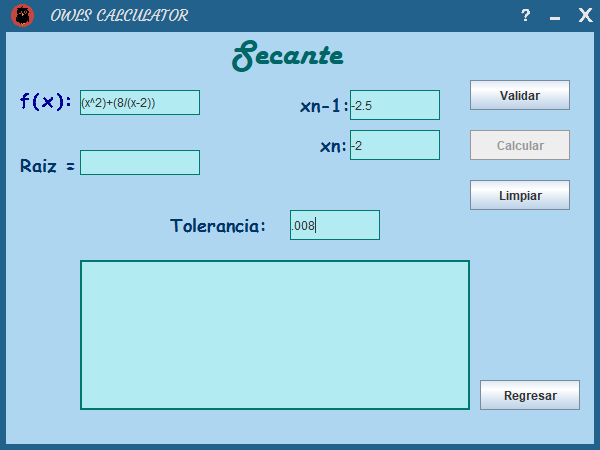 OWLS CALCULATOR
? – X
Secante
f(x): (x^2)+(8/(x-2))
xn-1: -2.5
Validar
xn: -2
Calcular
Raiz =
Limpiar
Tolerancia: .008
Regresar